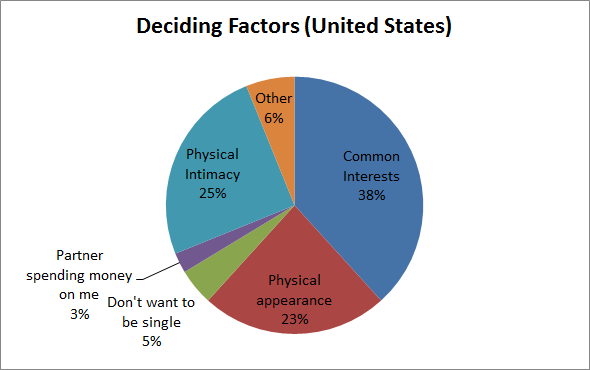 Deciding Factors (United States)
Other
6%
Common
Interests
38%
Physical
Intimacy
25%
Partner
spending money
on me
3%
Don't want to
be single
5%
Physical
appearance
23%